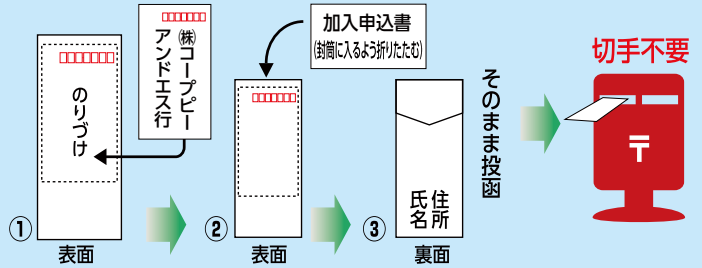 ①
のりづけ
表面
㈱コープピー
アンドエス行
②
加入申込書
(封筒に入るよう折りたたむ)
表面
③
住所
氏名
裏面
そのまま投函
切手不要
〒